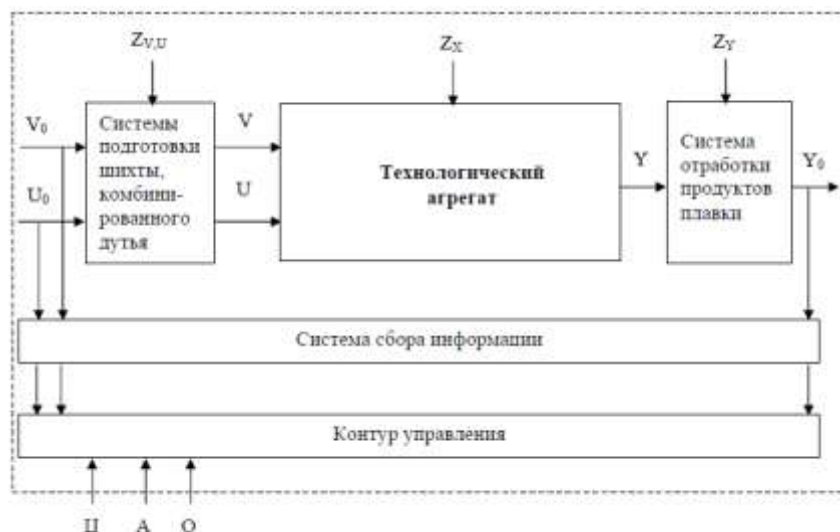 Z_V,U Z_X Z_Y
V₀
U₀
Системы
подготовки
шихты,
комбини-
рованного
дутья
V
U
Технологический
агрегат
Y
Система
отработки
продуктов
плавки
Y₀
Система сбора информации
Контур управления
Ц А О